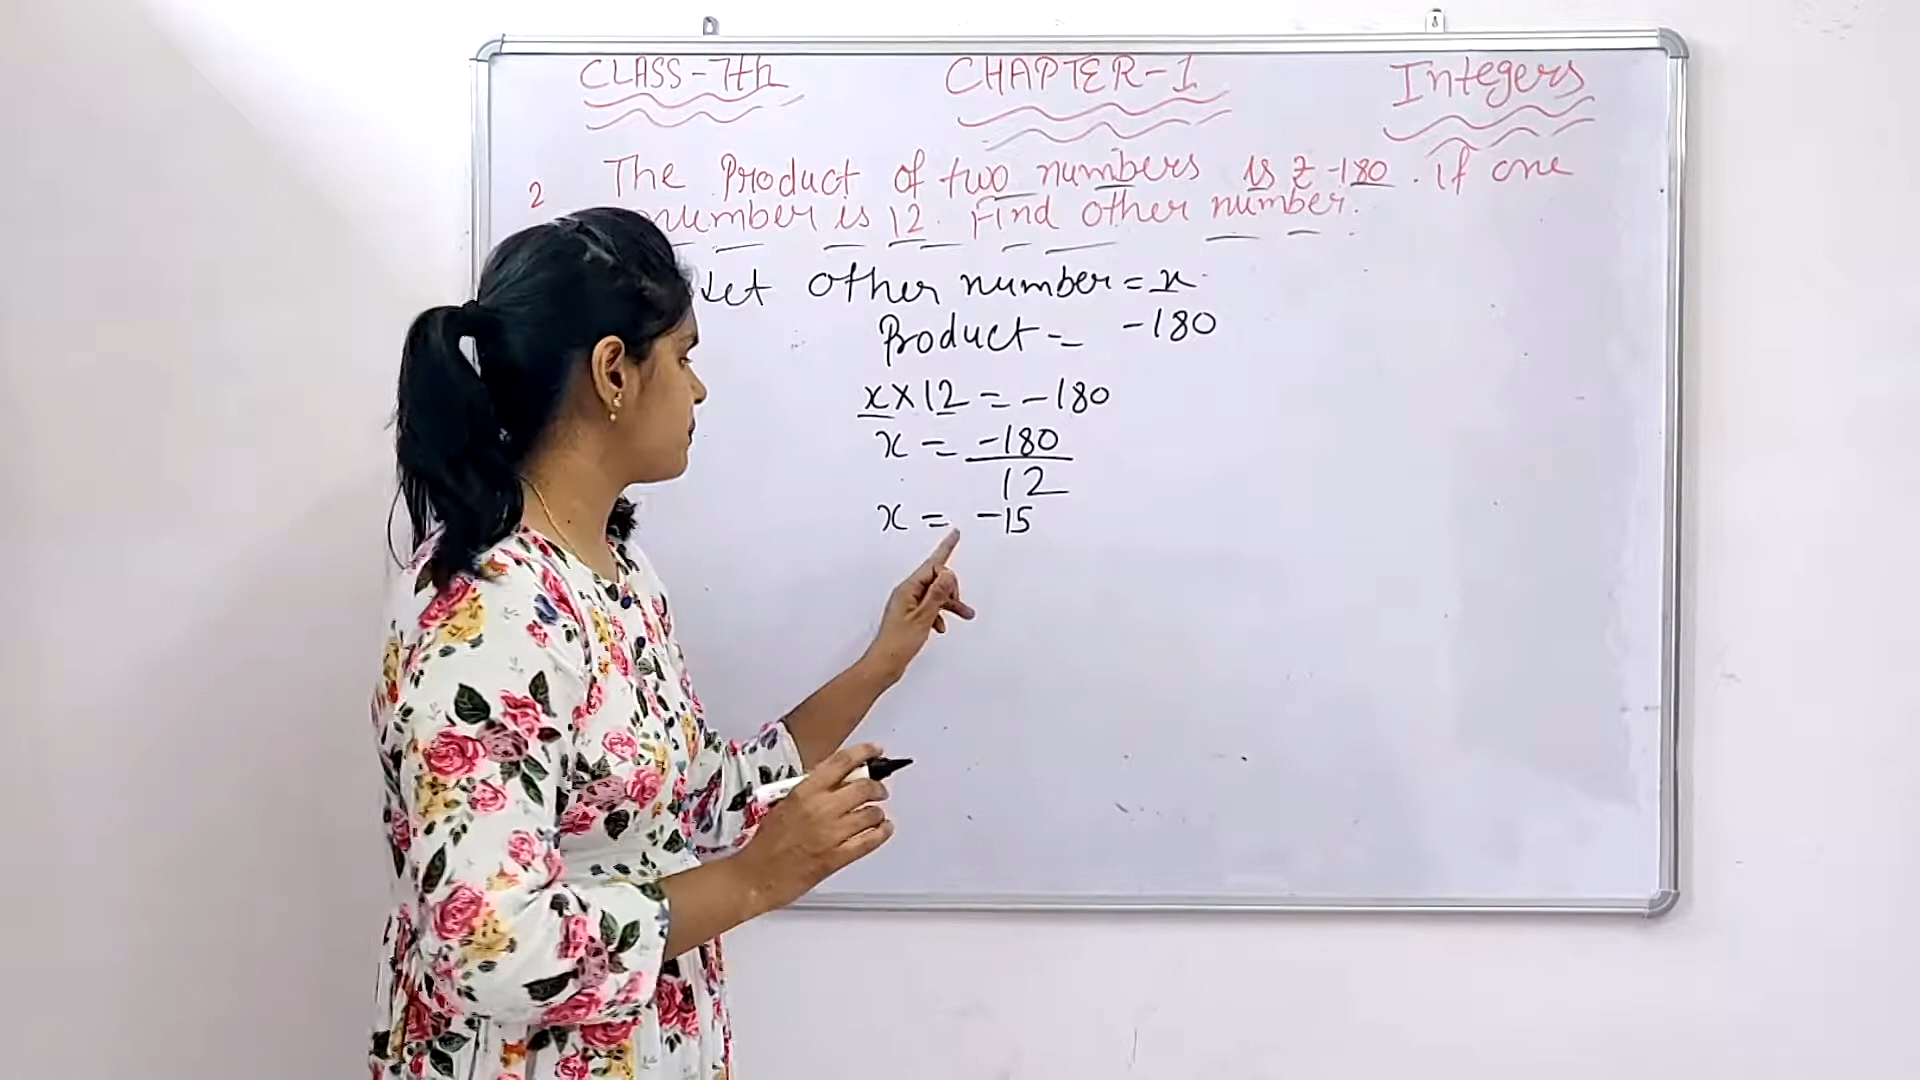 CLASS-7th CHAPTER-1 Integers
2 The Product of two numbers is -180. If one
number is 12. Find other number.
Let other number = x
Product = -180
x × 12 = -180
x = -180
12
x = -15